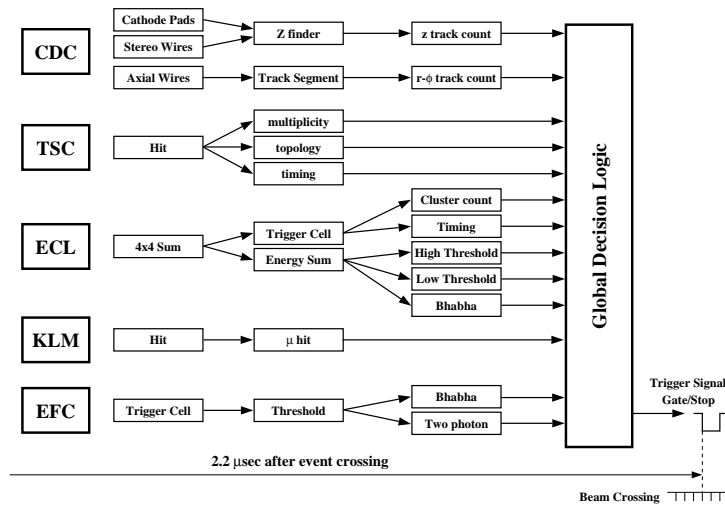 Cathode Pads
Stereo Wires
Z finder
z track count
CDC
Axial Wires
Track Segment
r-φ track count
TSC
Hit
multiplicity
topology
timing
ECL
4x4 Sum
Trigger Cell
Energy Sum
Cluster count
Timing
High Threshold
Low Threshold
Bhabha
KLM
Hit
μ hit
EFC
Trigger Cell
Threshold
Bhabha
Two photon
Global Decision Logic
Trigger Signal
Gate/Stop
2.2 μsec after event crossing
Beam Crossing